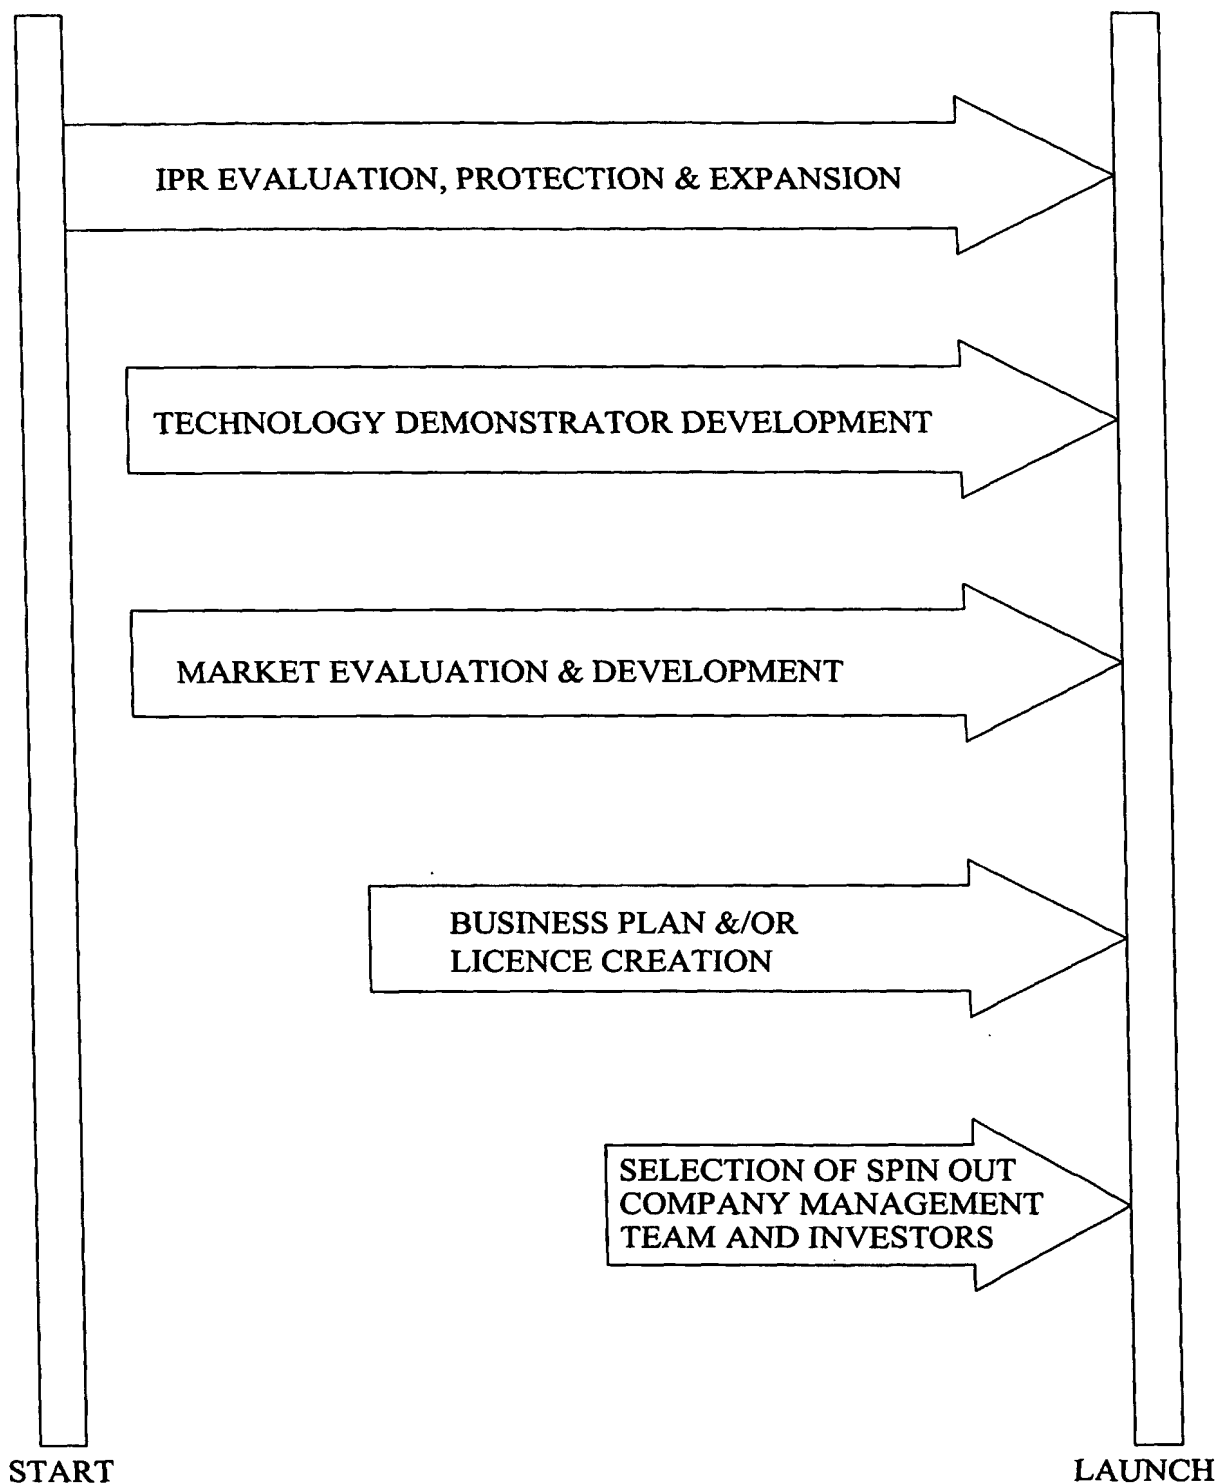 IPR EVALUATION, PROTECTION & EXPANSION
TECHNOLOGY DEMONSTRATOR DEVELOPMENT
MARKET EVALUATION & DEVELOPMENT
BUSINESS PLAN &/OR
LICENCE CREATION
SELECTION OF SPIN OUT
COMPANY MANAGEMENT
TEAM AND INVESTORS
START
LAUNCH